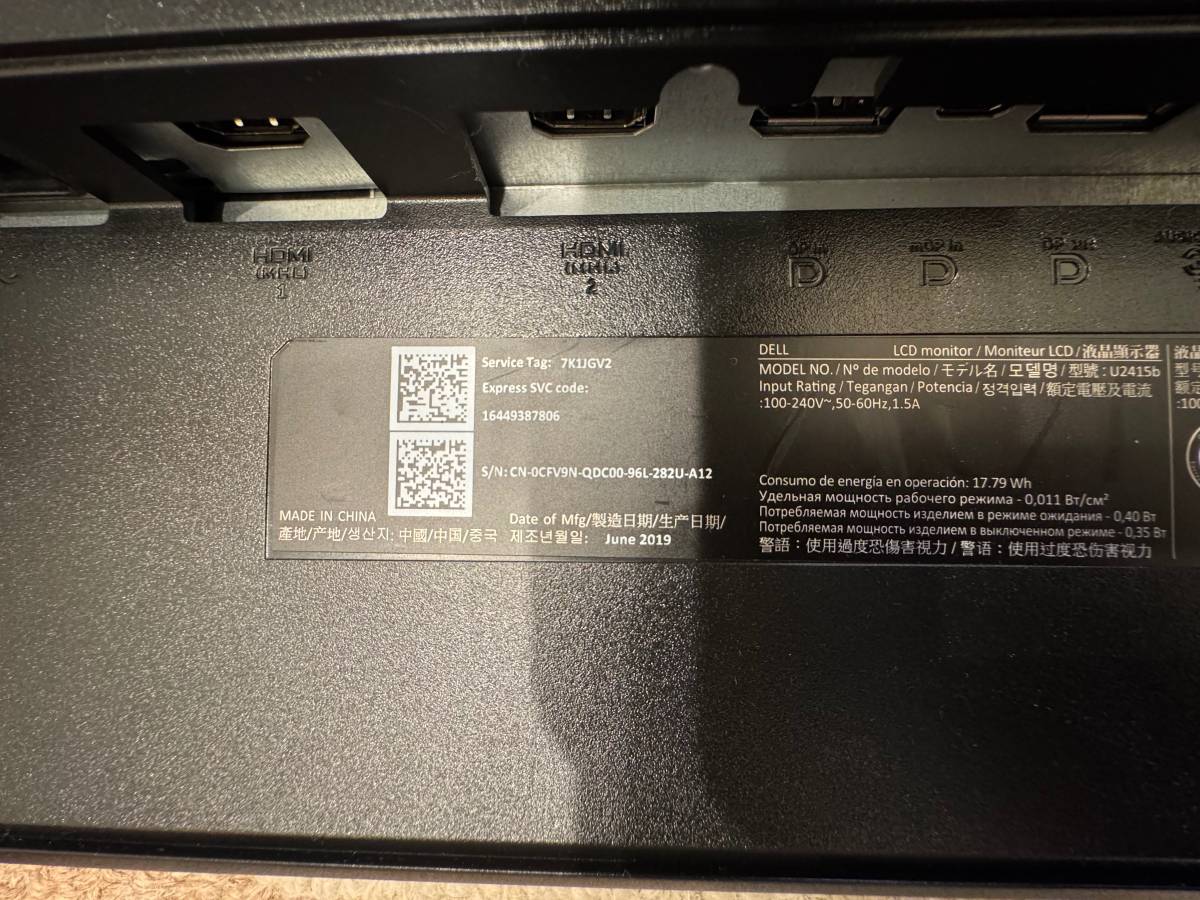 HDMI
(MHL)
1
HDMI
(MHL)
2
DP in
mDP in
Service Tag: 7K1JGV2
Express SVC code:
16449387806
S/N: CN-0CFV9N-QDC00-96L-282U-A12
MADE IN CHINA
產地/产地/생산지: 中國/中国/중국
Date of Mfg/製造日期/生产日期/
제조년월일: June 2019
DELL LCD monitor / Moniteur LCD / 液晶顯示器
MODEL NO. / Nº de modelo / モデル名 / 모델명 / 型號 : U2415b
Input Rating / Tegangan / Potencia / 정격입력 / 額定電壓及電流
:100-240V~,50-60Hz,1.5A
Consumo de energía en operación: 17.79 Wh
Удельная мощность рабочего режима - 0,011 Вт/см²
Потребляемая мощность изделием в режиме ожидания - 0,40 Вт
Потребляемая мощность изделием в выключенном режиме - 0,35 Вт
警語 : 使用過度恐傷害視力 / 警语 : 使用过度恐伤害视力
:100